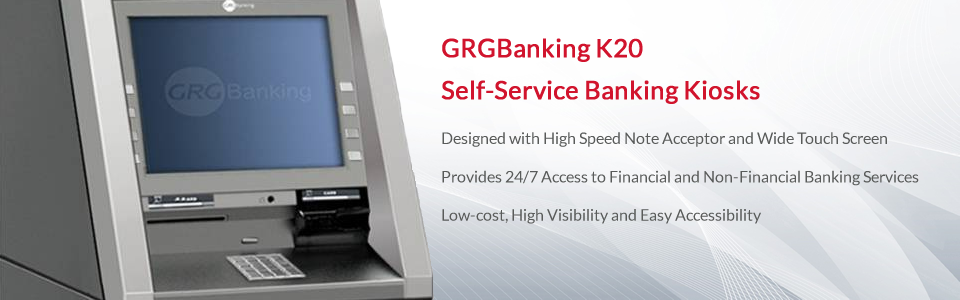 GRGBanking
GRGBanking
GRGBanking K20
Self-Service Banking Kiosks
Designed with High Speed Note Acceptor and Wide Touch Screen
Provides 24/7 Access to Financial and Non-Financial Banking Services
Low-cost, High Visibility and Easy Accessibility